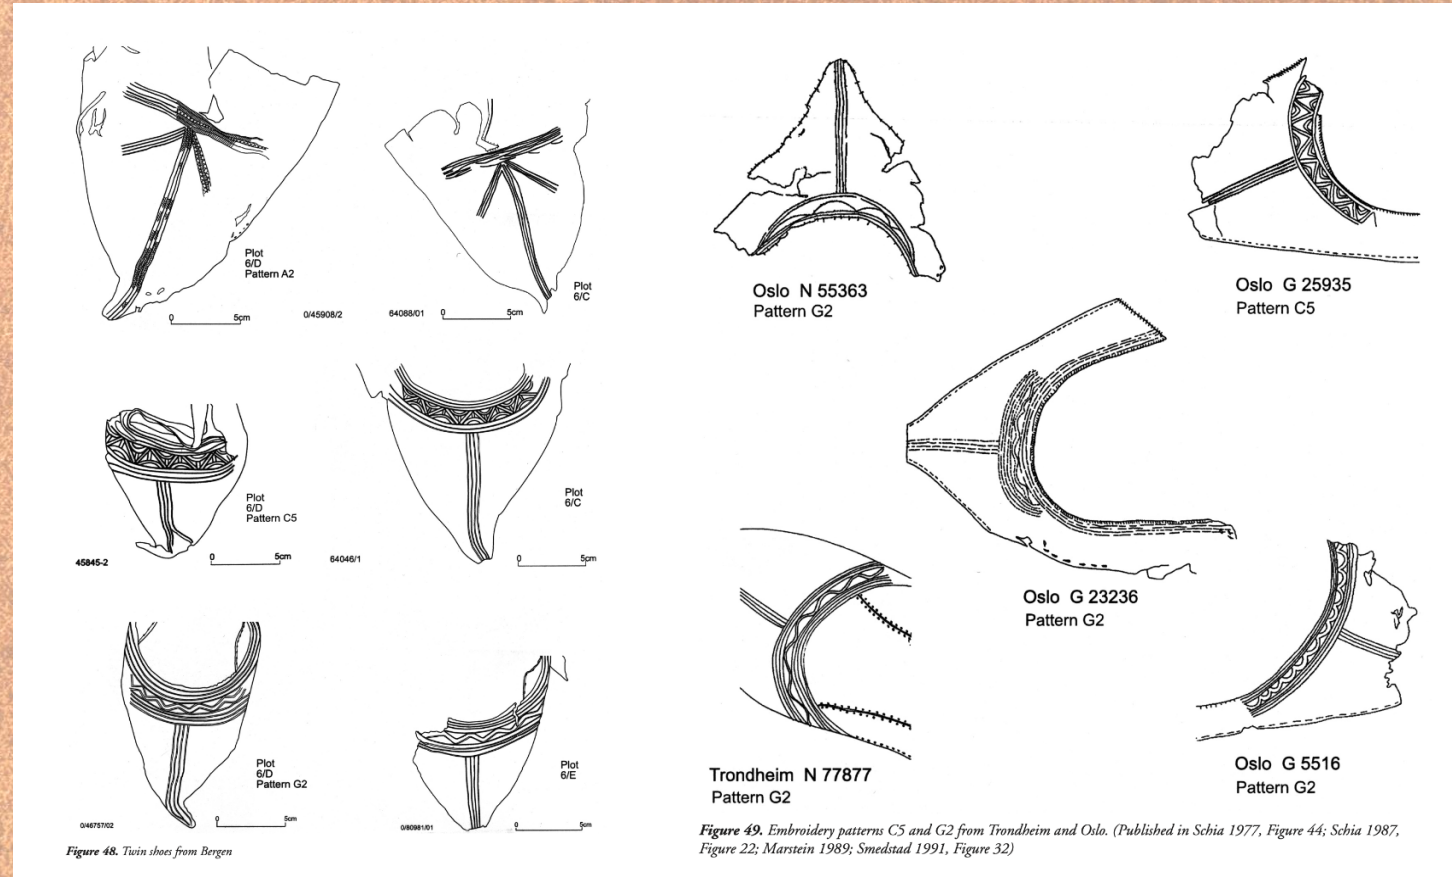 Plot
6/D
Pattern A2
0 5cm
0/45908/2
64088/01
0 5cm
Plot
6/C
Plot
6/D
Pattern C5
45845-2
0 5cm
64046/1
0 5cm
Plot
6/C
Plot
6/D
Pattern G2
0/46757/02
0 5cm
0/80981/01
0 5cm
Plot
6/E
Figure 48. Twin shoes from Bergen
Oslo N 55363
Pattern G2
Oslo G 25935
Pattern C5
Oslo G 23236
Pattern G2
Trondheim N 77877
Pattern G2
Oslo G 5516
Pattern G2
Figure 49. Embroidery patterns C5 and G2 from Trondheim and Oslo. (Published in Schia 1977, Figure 44; Schia 1987,
Figure 22; Marstein 1989; Smedstad 1991, Figure 32)